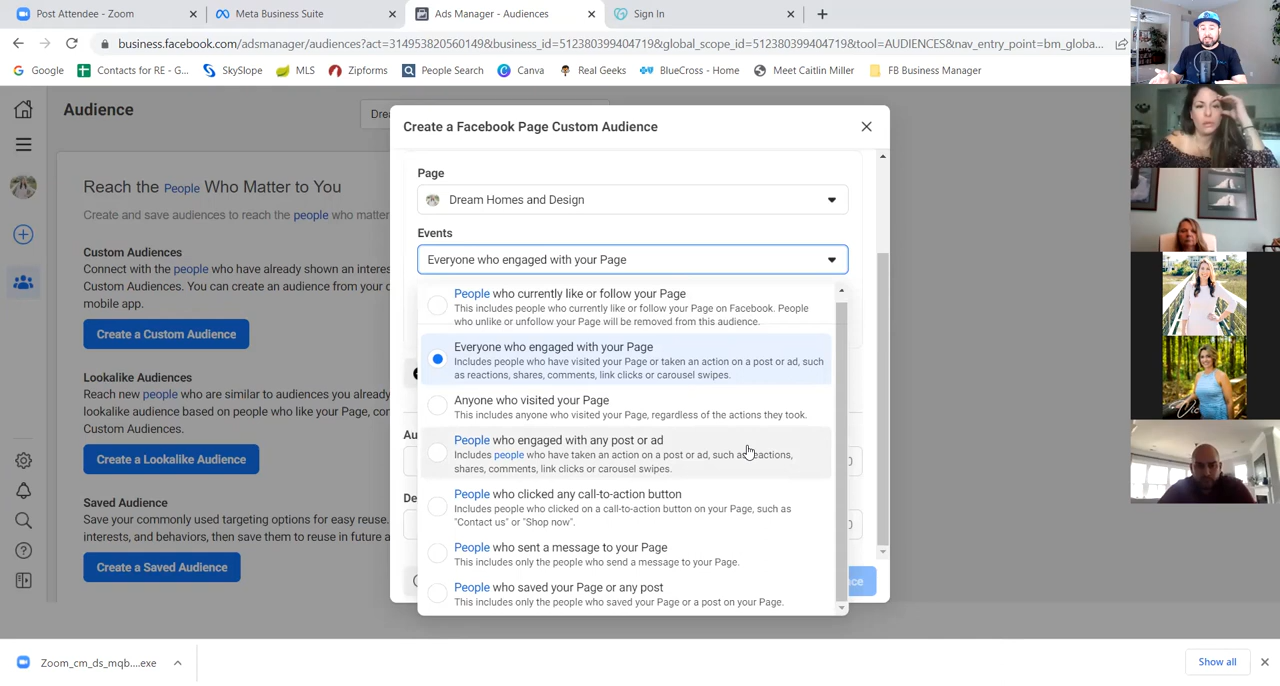 Post Attendee - Zoom
Meta Business Suite
Ads Manager - Audiences
Sign In
business.facebook.com/adsmanager/audiences?act=314953820560149&business_id=512380399404719&global_scope_id=512380399404719&tool=AUDIENCES&nav_entry_point=bm_globa...
Google
Contacts for RE - G...
SkySlope
MLS
Zipforms
People Search
Canva
Real Geeks
BlueCross - Home
Meet Caitlin Miller
FB Business Manager
Audience
Drea
Create a Facebook Page Custom Audience
Reach the People Who Matter to You
Create and save audiences to reach the people who matter
Custom Audiences
Connect with the people who have already shown an interes
Custom Audiences. You can create an audience from your c
mobile app.
Create a Custom Audience
Lookalike Audiences
Reach new people who are similar to audiences you already
lookalike audience based on people who like your Page, con
Custom Audiences.
Create a Lookalike Audience
Saved Audience
Save your commonly used targeting options for easy reuse.
interests, and behaviors, then save them to reuse in future a
Create a Saved Audience
Page
Dream Homes and Design
Events
Everyone who engaged with your Page
People who currently like or follow your Page
This includes people who currently like or follow your Page on Facebook. People
who unlike or unfollow your Page will be removed from this audience.
Everyone who engaged with your Page
Includes people who have visited your Page or taken an action on a post or ad, such
as reactions, shares, comments, link clicks or carousel swipes.
Anyone who visited your Page
This includes anyone who visited your Page, regardless of the actions they took.
People who engaged with any post or ad
Includes people who have taken an action on a post or ad, such as reactions,
shares, comments, link clicks or carousel swipes.
People who clicked any call-to-action button
Includes people who clicked on a call-to-action button on your Page, such as
"Contact us" or "Shop now".
People who sent a message to your Page
This includes only the people who send a message to your Page.
People who saved your Page or any post
This includes only the people who saved your Page or a post on your Page.
Au
0
De
0
ce
Vic
Zoom_cm_ds_mqb....exe
Show all